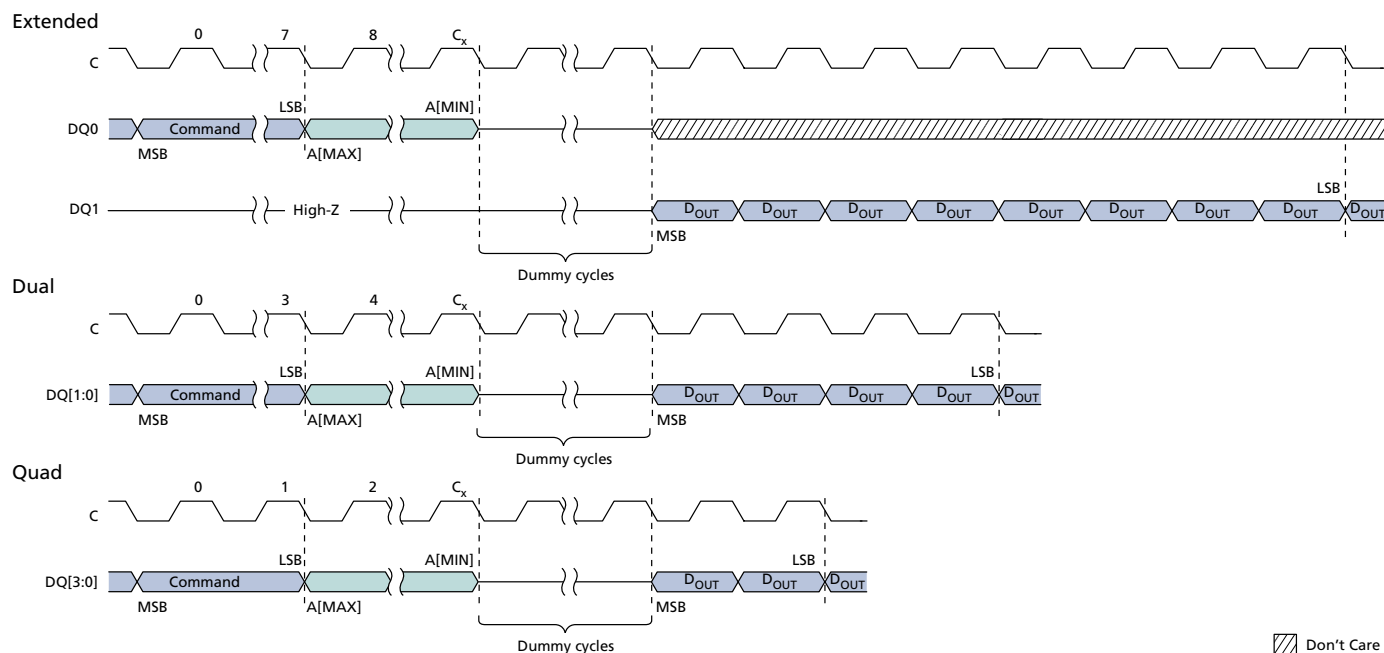 Extended
0 7 8 Cx
C
LSB A[MIN]
DQ0 Command
MSB A[MAX]
LSB
DQ1 High-Z DOUT DOUT DOUT DOUT DOUT DOUT DOUT DOUT DOUT
MSB
Dummy cycles
Dual
0 3 4 Cx
C
LSB A[MIN] LSB
DQ[1:0] Command DOUT DOUT DOUT DOUT DOUT
MSB A[MAX] MSB
Dummy cycles
Quad
0 1 2 Cx
C
LSB A[MIN] LSB
DQ[3:0] Command DOUT DOUT DOUT
MSB A[MAX] MSB
Dummy cycles
Don't Care